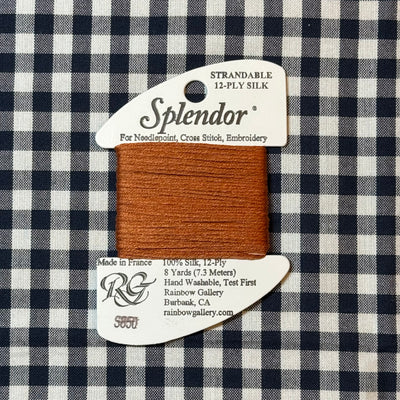 STRANDABLE
12-PLY SILK
Splendor®
For Needlepoint, Cross Stitch, Embroidery
Made in France
100% Silk, 12-Ply
8 Yards (7.3 Meters)
Hand Washable, Test First
Rainbow Gallery
Burbank, CA
rainbowgallery.com
RG
S850